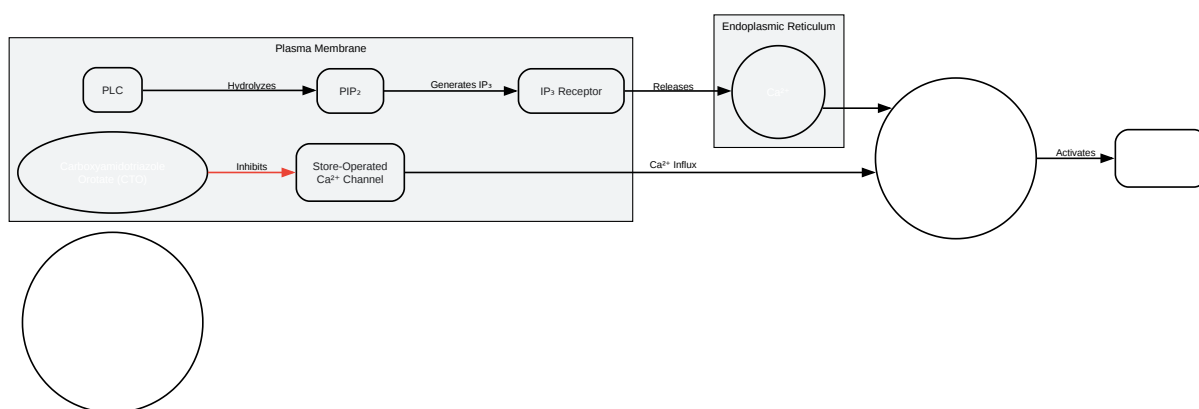 Endoplasmic Reticulum
Plasma Membrane
PLC
Hydrolyzes
PIP₂
Generates IP₃
IP₃ Receptor
Releases
Ca²⁺
Carboxyamidotriazole
Orotate (CTO)
Inhibits
Store-Operated
Ca²⁺ Channel
Ca²⁺ Influx
Activates